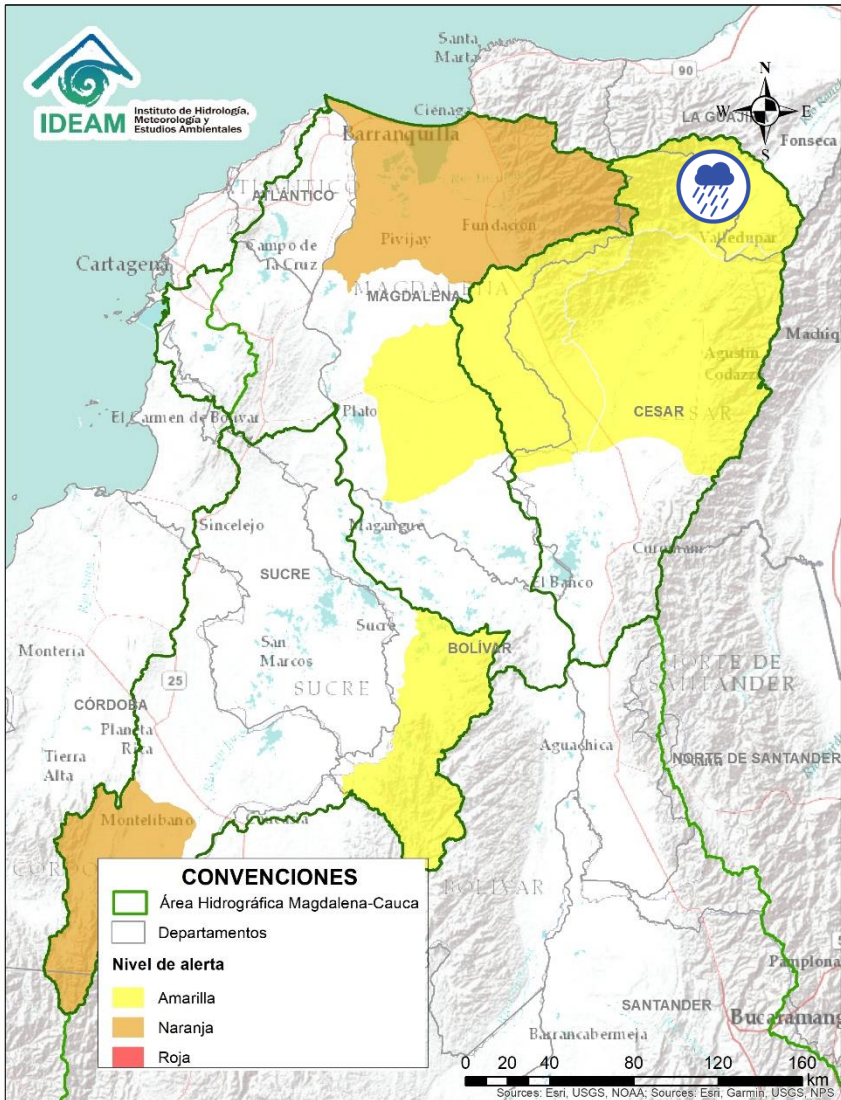 IDEAM
Instituto de Hidrología,
Meteorología y
Estudios Ambientales
Santa
Marta
90
N
W
E
S
LA GUAJI
Fonseca
Ciénaga
Barranquilla
ATLÁNTICO
Campo de
la Cruz
Cartagena
Pivijay
Fundación
Valledupar
MAGDALENA
MAGDALENA
Machiq
Agustín
Codazzi
CESAR
Plato
El Carmen de Bolívar
Sincelejo
Magangué
Curumaní
SUCRE
El Banco
Sucre
San
Marcos
BOLÍVAR
Montería
25
SUCRE
NORTE DE
SANTANDER
CÓRDOBA
Planeta
Rica
Tierra
Alta
Aguachica
NORTE DE SANTANDER
Montelíbano
BOLÍVAR
CONVENCIONES
Área Hidrográfica Magdalena-Cauca
Departamentos
Nivel de alerta
Amarilla
Naranja
Roja
Pamplona
SANTANDER
Bucaramang
Barrancabermeja
0 20 40 80 120 160
km
Sources: Esri, USGS, NOAA; Sources: Esri, Garmin, USGS, NPS